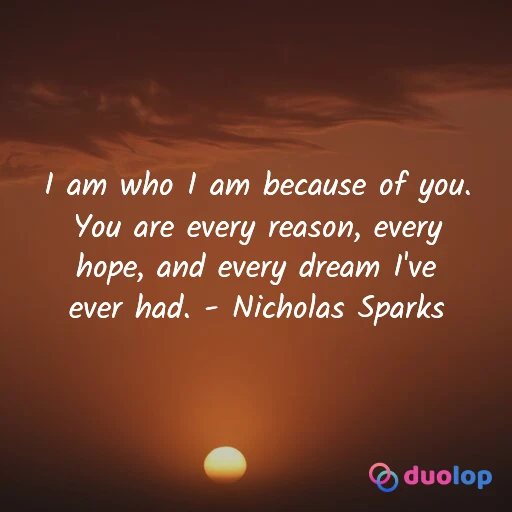 I am who I am because of you.
You are every reason, every
hope, and every dream I've
ever had. - Nicholas Sparks
duolop